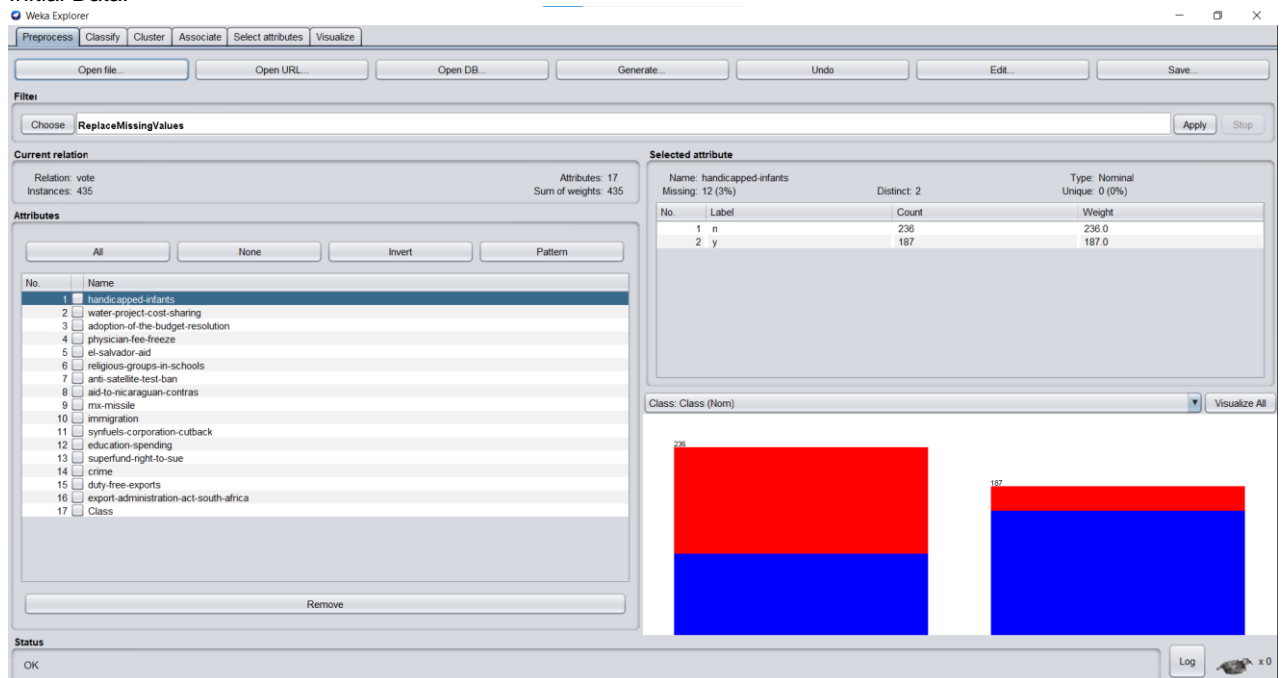 Initial Data:
Weka Explorer
Preprocess Classify Cluster Associate Select attributes Visualize
Open file... Open URL... Open DB... Generate... Undo Edit... Save...
Filter
Choose ReplaceMissingValues Apply Stop
Current relation
Relation: vote Attributes: 17
Instances: 435 Sum of weights: 435
Attributes
All None Invert Pattern
No. Name
1 handicapped-infants
2 water-project-cost-sharing
3 adoption-of-the-budget-resolution
4 physician-fee-freeze
5 el-salvador-aid
6 religious-groups-in-schools
7 anti-satellite-test-ban
8 aid-to-nicaraguan-contras
9 mx-missile
10 immigration
11 synfuels-corporation-cutback
12 education-spending
13 superfund-right-to-sue
14 crime
15 duty-free-exports
16 export-administration-act-south-africa
17 Class
Remove
Selected attribute
Name: handicapped-infants Type: Nominal
Missing: 12 (3%) Distinct: 2 Unique: 0 (0%)
No. Label Count Weight
1 n 236 236.0
2 y 187 187.0
Class: Class (Nom) Visualize All
236
187
Status
OK
Log x 0